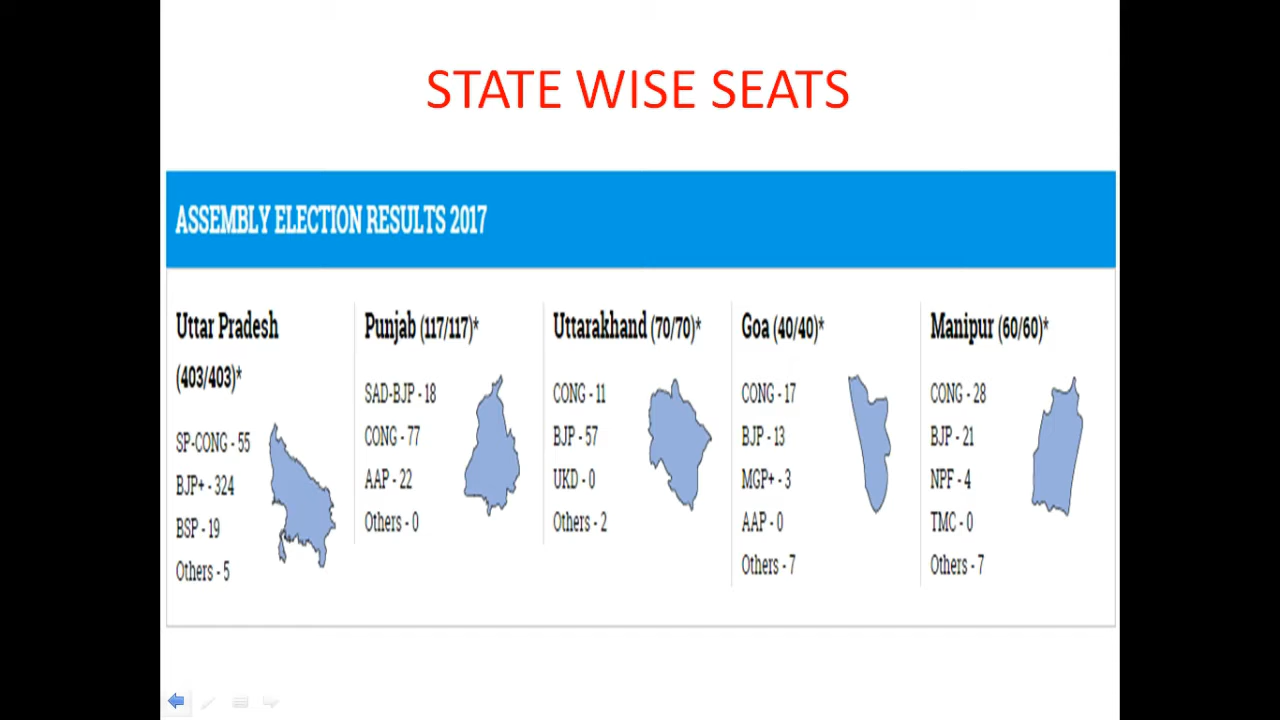 STATE WISE SEATS
ASSEMBLY ELECTION RESULTS 2017
Uttar Pradesh
(403/403)*
SP-CONG - 55
BJP+ - 324
BSP - 19
Others - 5
Punjab (117/117)*
SAD-BJP - 18
CONG - 77
AAP - 22
Others - 0
Uttarakhand (70/70)*
CONG - 11
BJP - 57
UKD - 0
Others - 2
Goa (40/40)*
CONG - 17
BJP - 13
MGP+ - 3
AAP - 0
Others - 7
Manipur (60/60)*
CONG - 28
BJP - 21
NPF - 4
TMC - 0
Others - 7